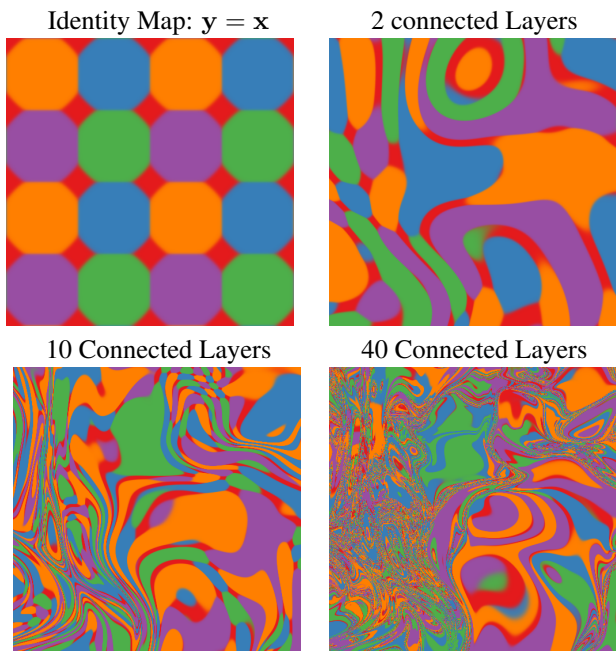 Identity Map: y = x
2 connected Layers
10 Connected Layers
40 Connected Layers